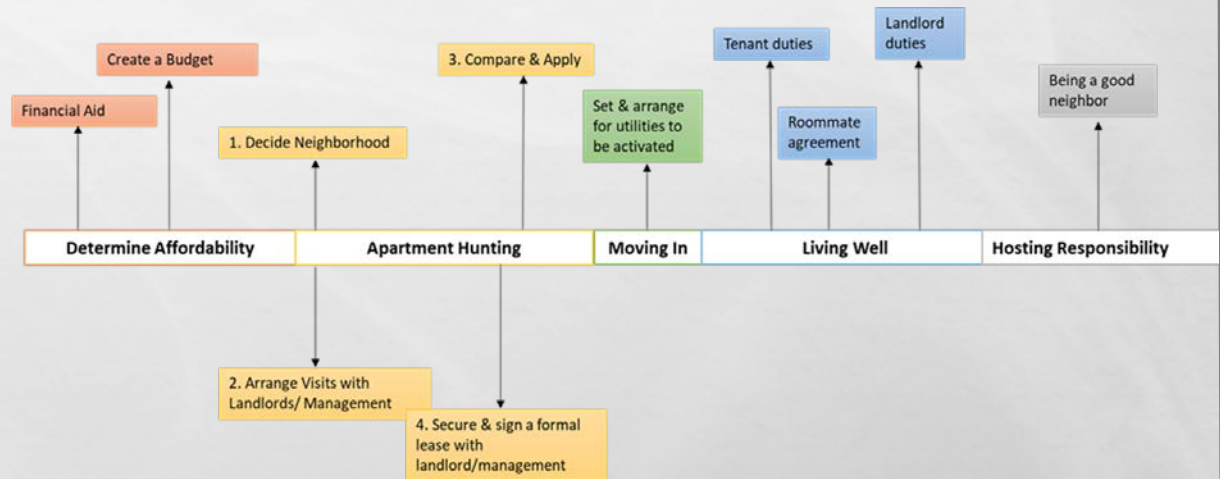 Financial Aid
Create a Budget
1. Decide Neighborhood
3. Compare & Apply
Set & arrange
for utilities to
be activated
Tenant duties
Roommate
agreement
Landlord
duties
Being a good
neighbor
Determine Affordability
Apartment Hunting
Moving In
Living Well
Hosting Responsibility
2. Arrange Visits with
Landlords/ Management
4. Secure & sign a formal
lease with
landlord/management